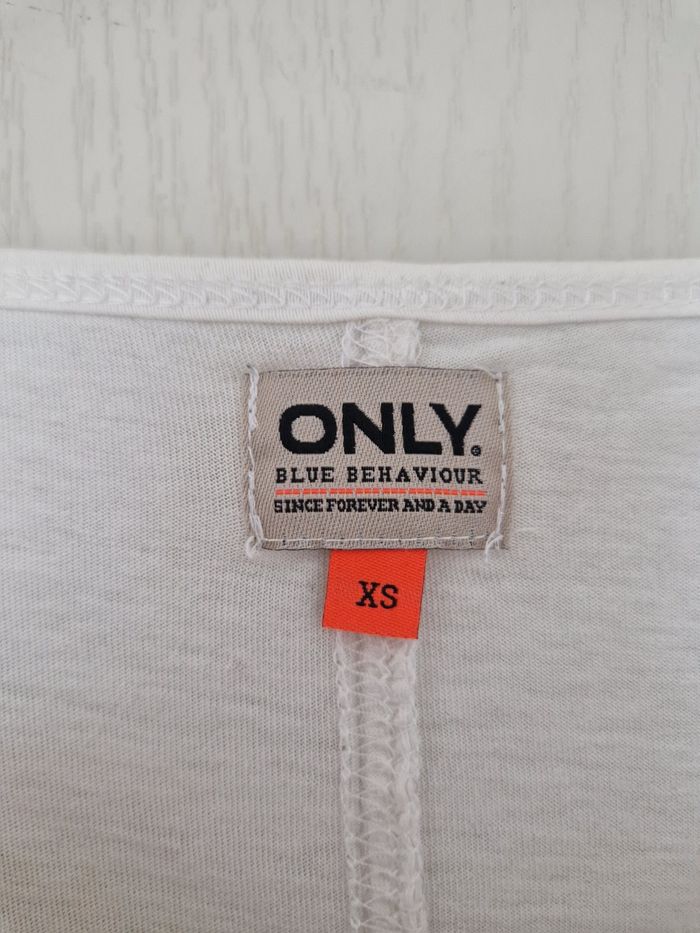 ONLY.
BLUE BEHAVIOUR
SINCE FOREVER AND A DAY
XS